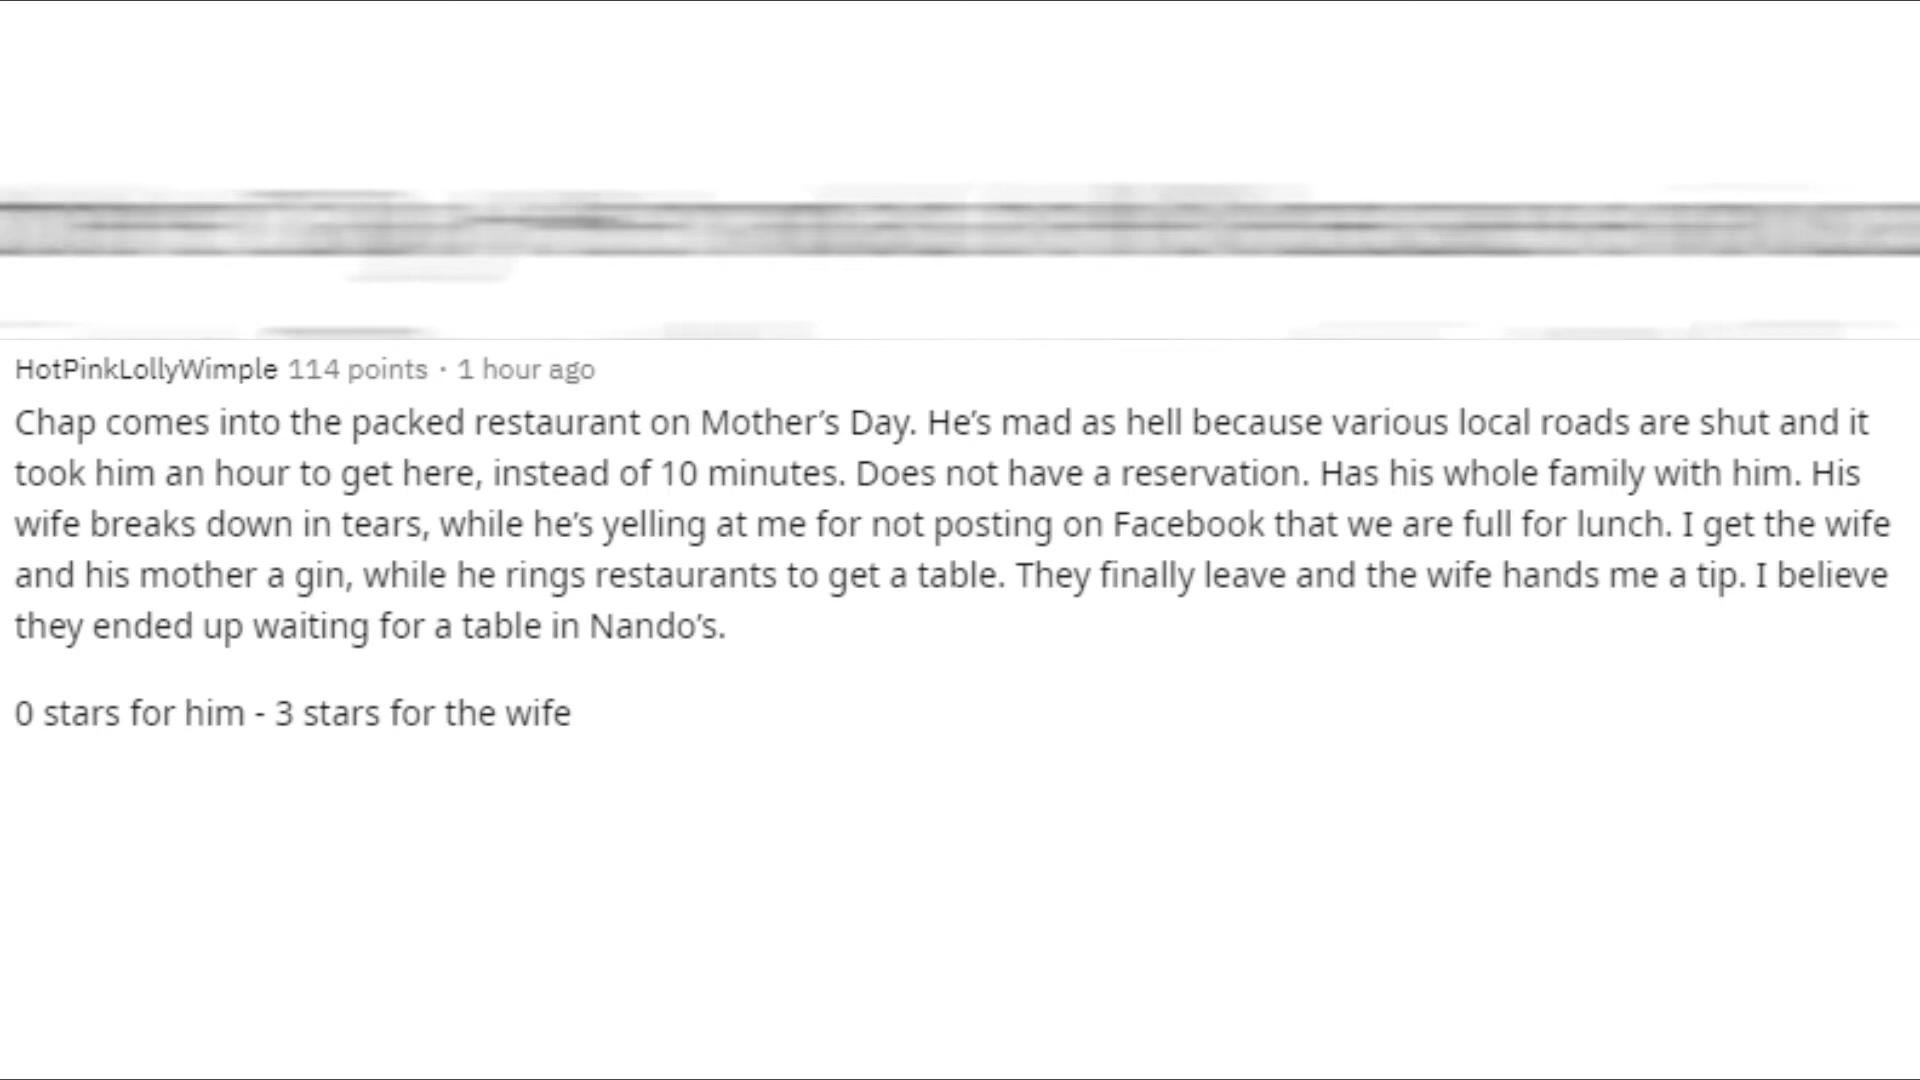 HotPinkLollyWimple 114 points · 1 hour ago
Chap comes into the packed restaurant on Mother’s Day. He’s mad as hell because various local roads are shut and it
took him an hour to get here, instead of 10 minutes. Does not have a reservation. Has his whole family with him. His
wife breaks down in tears, while he’s yelling at me for not posting on Facebook that we are full for lunch. I get the wife
and his mother a gin, while he rings restaurants to get a table. They finally leave and the wife hands me a tip. I believe
they ended up waiting for a table in Nando’s.
0 stars for him - 3 stars for the wife